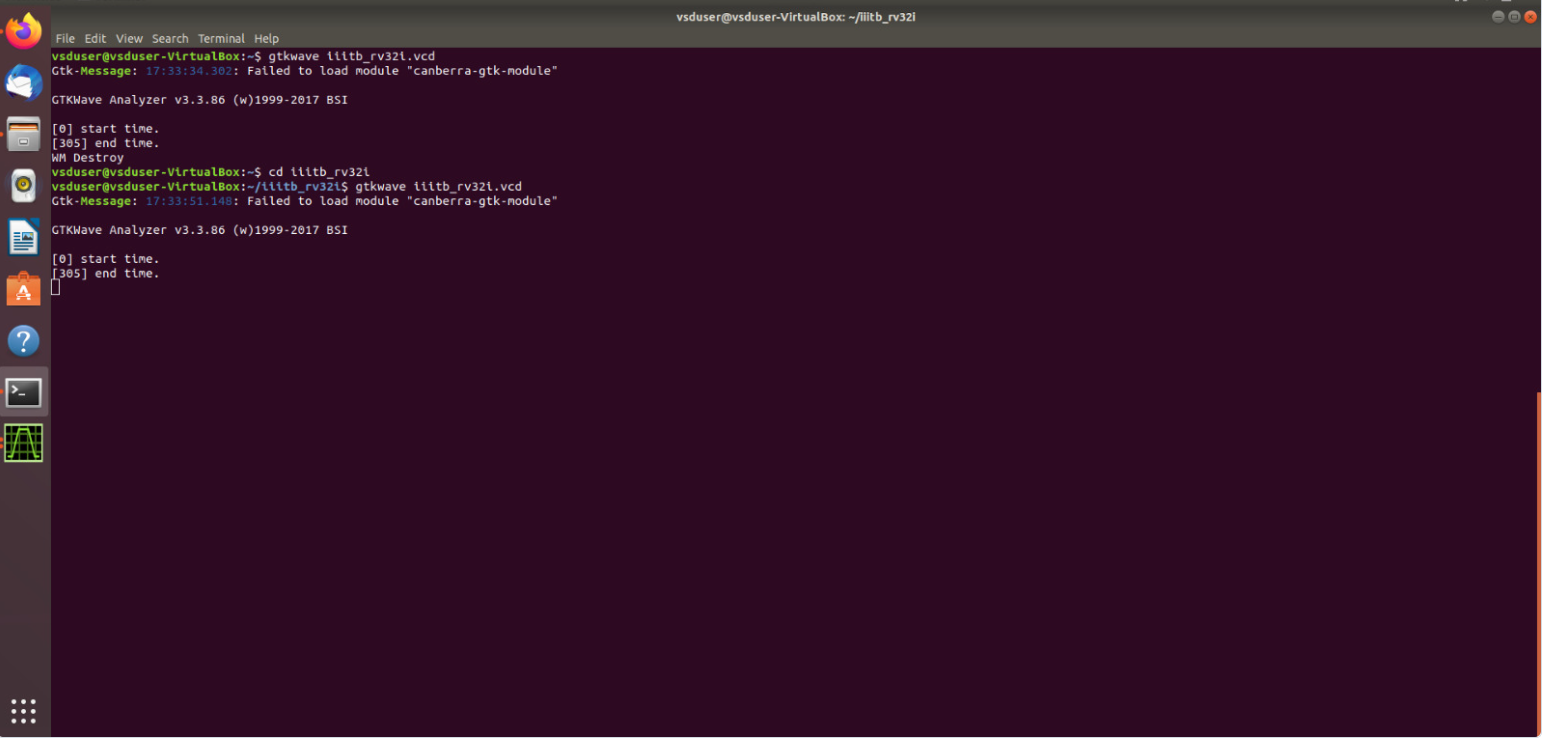 vsduser@vsduser-VirtualBox: ~/iiitb_rv32i
File Edit View Search Terminal Help
vsduser@vsduser-VirtualBox:~$ gtkwave iiitb_rv32i.vcd
Gtk-Message: 17:33:34.302: Failed to load module "canberra-gtk-module"
GTKWave Analyzer v3.3.86 (w)1999-2017 BSI
[0] start time.
[305] end time.
WM Destroy
vsduser@vsduser-VirtualBox:~$ cd iiitb_rv32i
vsduser@vsduser-VirtualBox:~/iiitb_rv32i$ gtkwave iiitb_rv32i.vcd
Gtk-Message: 17:33:51.148: Failed to load module "canberra-gtk-module"
GTKWave Analyzer v3.3.86 (w)1999-2017 BSI
[0] start time.
[305] end time.